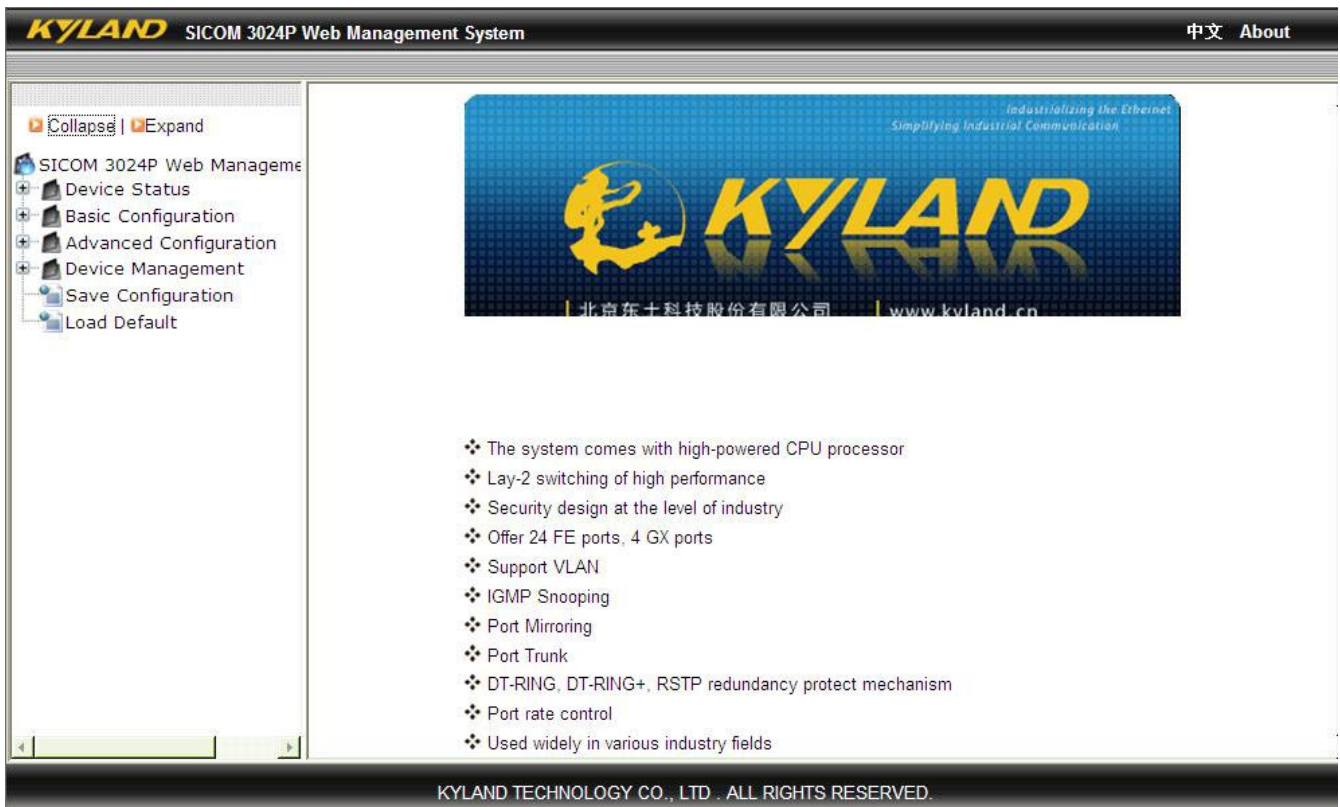 KYLAND SICOM 3024P Web Management System 中文 About
Collapse | Expand
SICOM 3024P Web Manageme
Device Status
Basic Configuration
Advanced Configuration
Device Management
Save Configuration
Load Default
Industrializing the Ethernet
Simplifying Industrial Communication
KYLAND
北京东土科技股份有限公司 www.kyland.cn
The system comes with high-powered CPU processor
Lay-2 switching of high performance
Security design at the level of industry
Offer 24 FE ports, 4 GX ports
Support VLAN
IGMP Snooping
Port Mirroring
Port Trunk
DT-RING, DT-RING+, RSTP redundancy protect mechanism
Port rate control
Used widely in various industry fields
KYLAND TECHNOLOGY CO., LTD . ALL RIGHTS RESERVED.